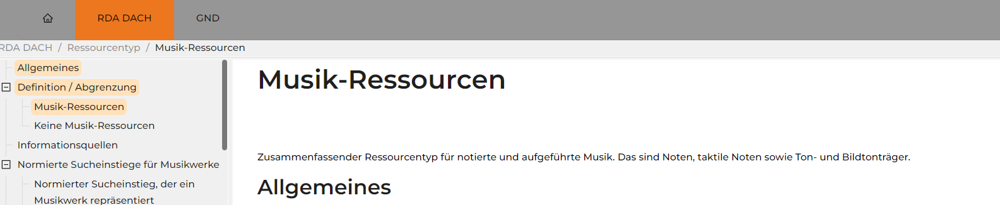 RDA DACH
GND
RDA DACH / Ressourcentyp / Musik-Ressourcen
Allgemeines
Definition / Abgrenzung
Musik-Ressourcen
Keine Musik-Ressourcen
Informationsquellen
Normierte Sucheinstiege für Musikwerke
Normierter Sucheinstieg, der ein
Musikwerk repräsentiert
Musik-Ressourcen
Zusammenfassender Ressourcentyp für notierte und aufgeführte Musik. Das sind Noten, taktile Noten sowie Ton- und Bildtonträger.
Allgemeines